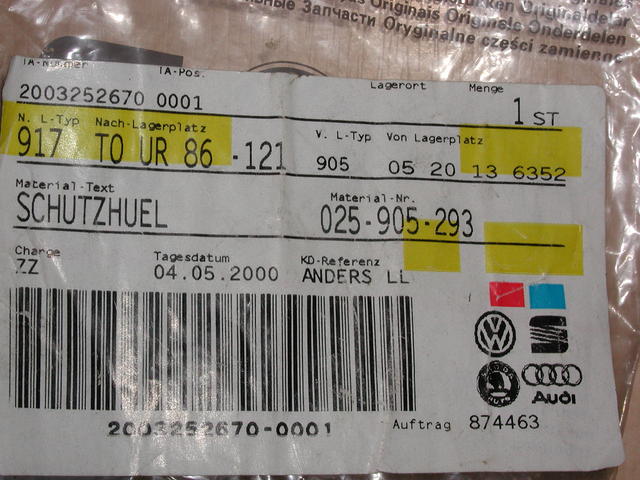 Originais Originele Onderdelen
Запчасти Oryginalne części zamienne
TA-Nummer TA-Pos. Lagerort Menge
2003252670 0001 1 ST
N. L-Typ Nach-Lagerplatz V. L-Typ Von Lagerplatz
917 TO UR 86 -121 905 05 20 13 6352
Material-Text Material-Nr.
SCHUTZHUEL 025-905-293
Charge Tagesdatum KD-Referenz
ZZ 04.05.2000 ANDERS LL
2003252670-0001 Auftrag 874463
Audi